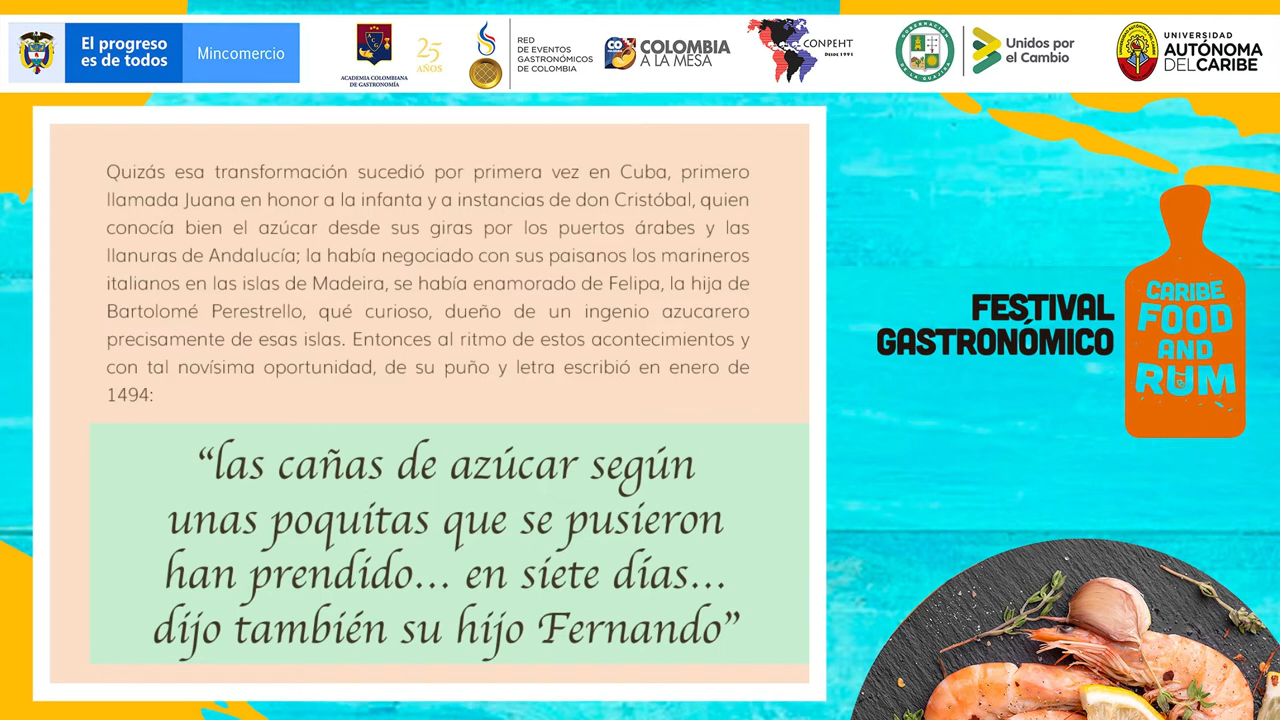 El progreso
es de todos
Mincomercio
ACADEMIA COLOMBIANA
DE GASTRONOMÍA
25
AÑOS
RED
DE EVENTOS
GASTRONÓMICOS
DE COLOMBIA
CO
COLOMBIA
A LA MESA
CONPEHT
DESDE 1991
GOBERNACIÓN
DE LA GUAJIRA
Unidos por
el Cambio
UNIVERSIDAD
AUTÓNOMA
DEL CARIBE
Quizás esa transformación sucedió por primera vez en Cuba, primero
llamada Juana en honor a la infanta y a instancias de don Cristóbal, quien
conocía bien el azúcar desde sus giras por los puertos árabes y las
llanuras de Andalucía; la había negociado con sus paisanos los marineros
italianos en las islas de Madeira, se había enamorado de Felipa, la hija de
Bartolomé Perestrello, qué curioso, dueño de un ingenio azucarero
precisamente de esas islas. Entonces al ritmo de estos acontecimientos y
con tal novísima oportunidad, de su puño y letra escribió en enero de
1494:
“las cañas de azúcar según
unas poquitas que se pusieron
han prendido... en siete días...
dijo también su hijo Fernando”
FESTIVAL
GASTRONÓMICO
CARIBE
FOOD
AND
RUM